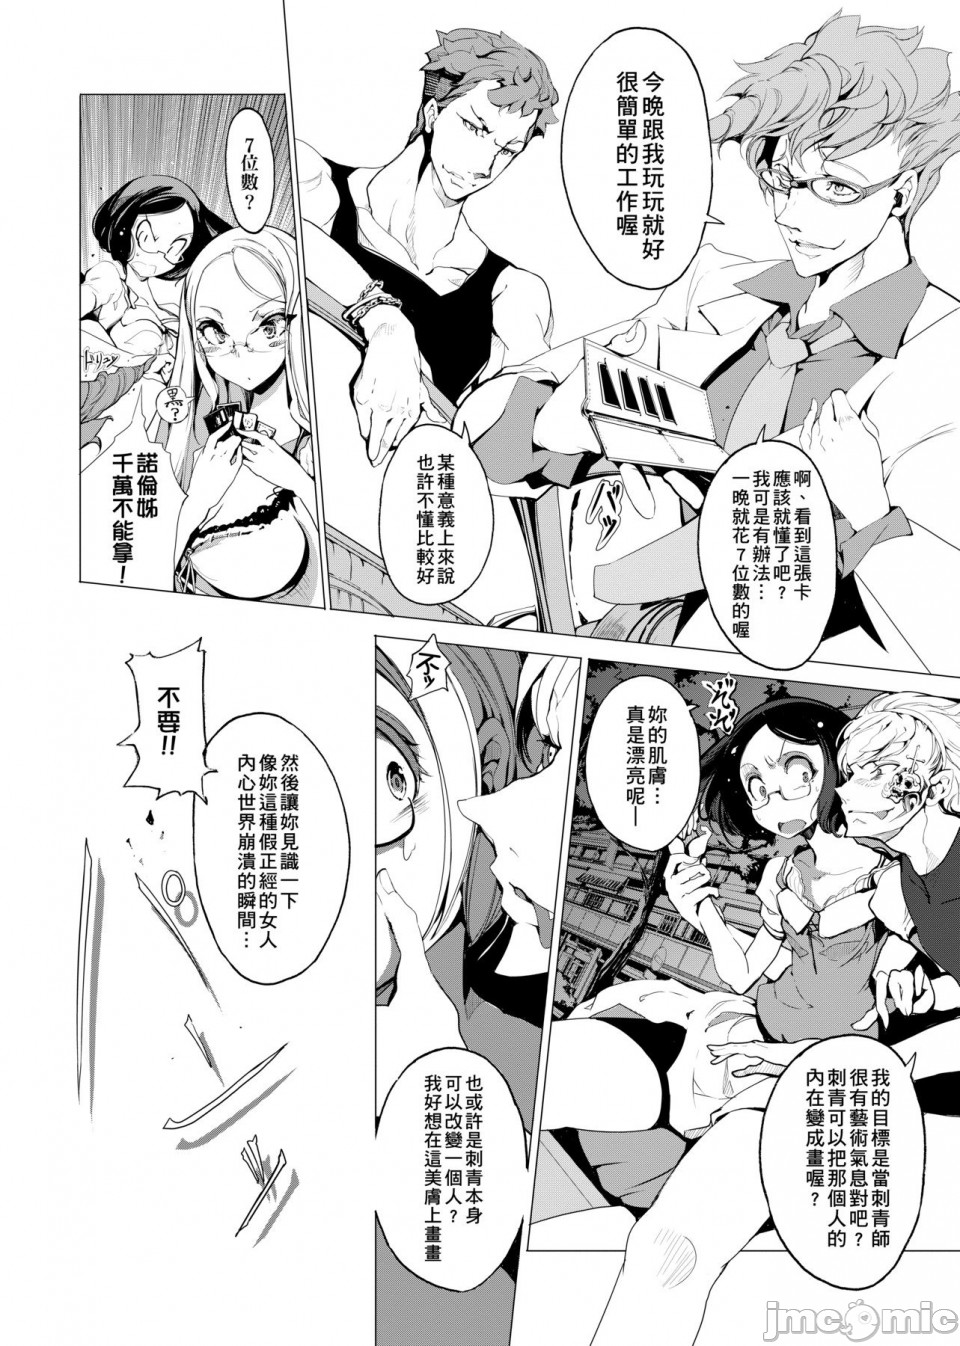 今晚跟我玩玩就好
很簡單的工作喔
啊、看到這張卡
應該就懂了吧？
我可是有辦法…
一晚就花７位數的喔
某種意義上來說
也許不懂比較好
７位數？
黑？
諾倫姊
千萬不能拿！
妳的肌膚…
真是漂亮呢ー
ぞぞぞ
我的目標是當刺青師
很有藝術氣息對吧？
刺青可以把那個人的
內在變成畫喔？
不ッ
也或許是刺青本身
可以改變一個人？
我好想在這美膚上畫畫
然後讓妳見識一下
像妳這種假正經的女人
內心世界崩潰的瞬間…
不要!!
jmcomic